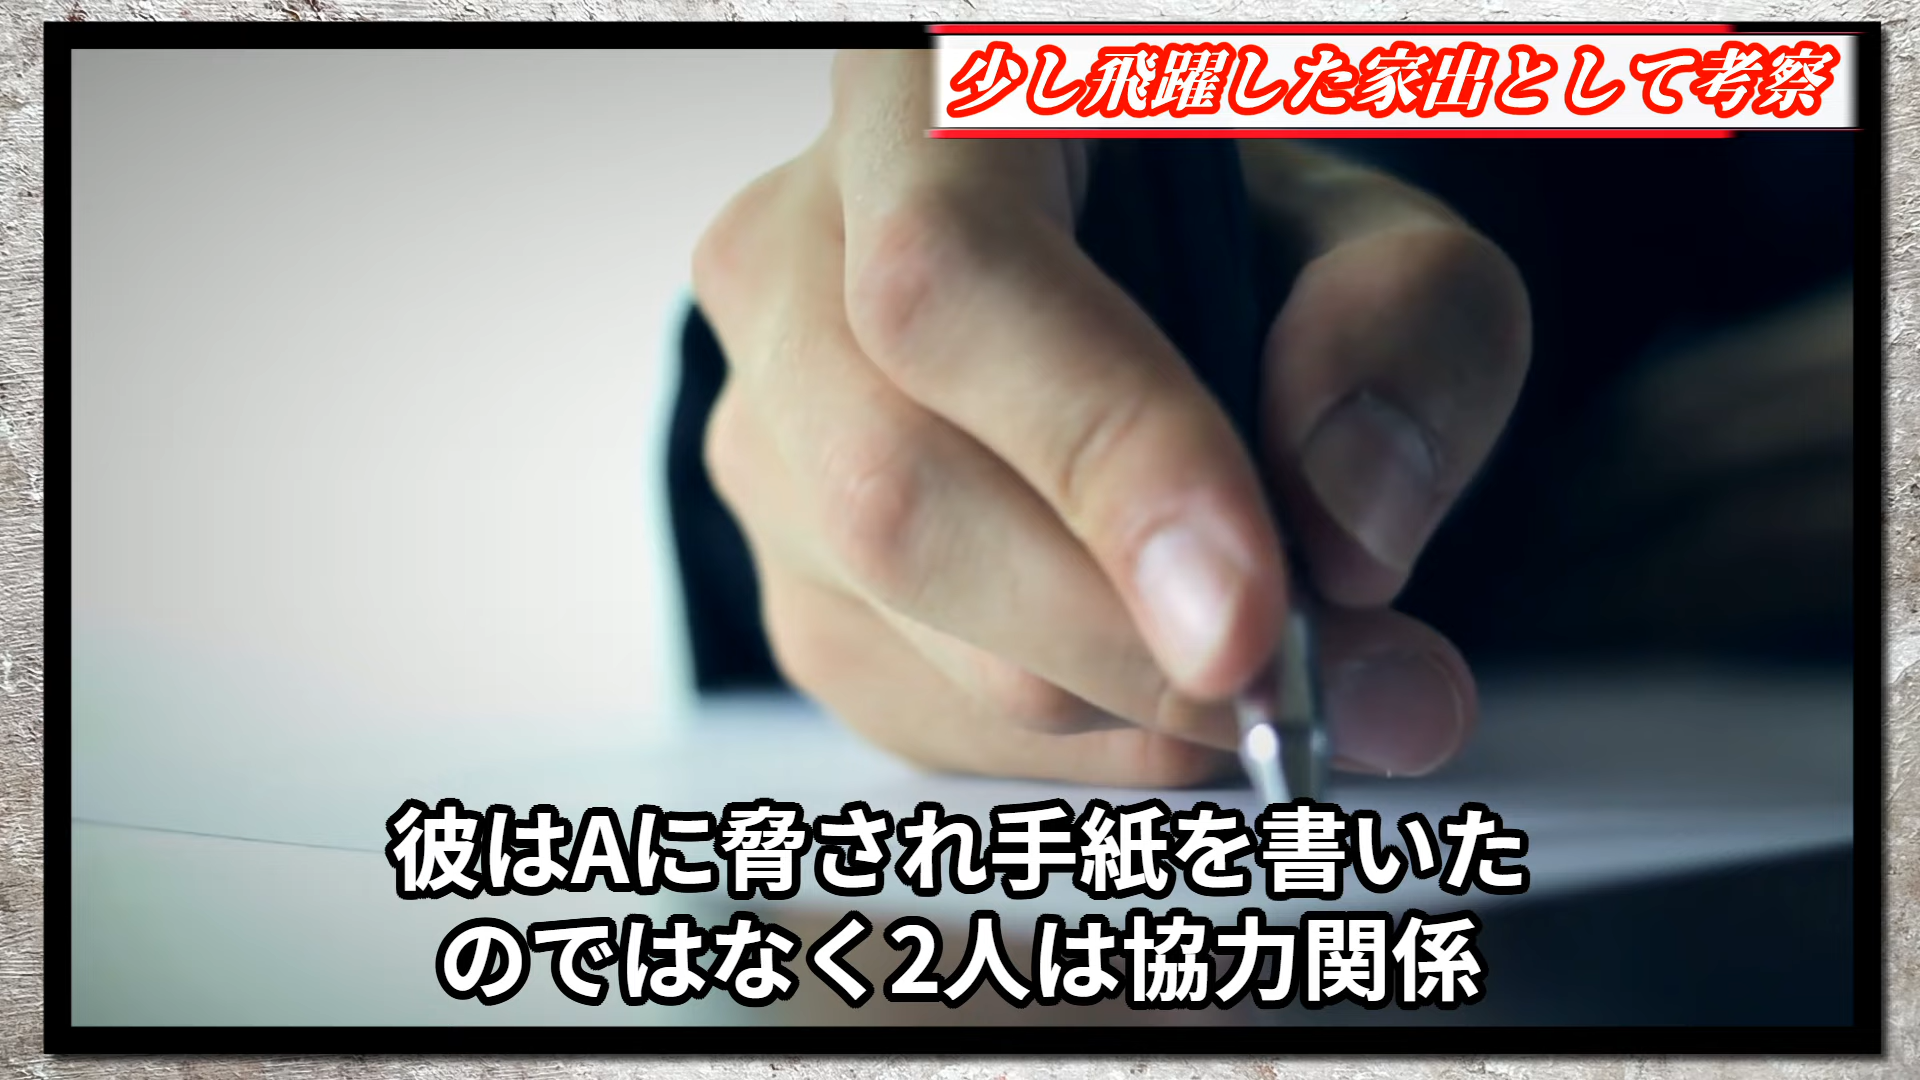 少し飛躍した家出として考察
彼はAに脅され手紙を書いた
のではなく2人は協力関係